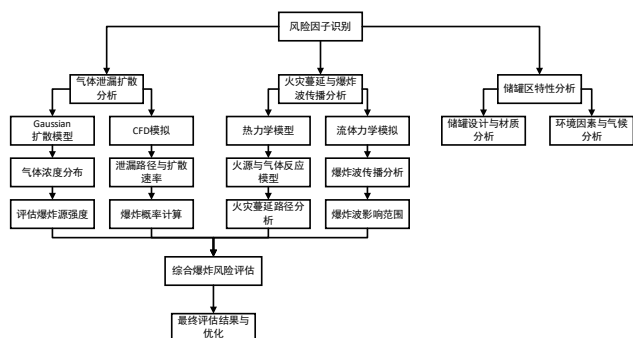 风险因子识别
气体泄漏扩散
分析
火灾蔓延与爆炸
波传播分析
储罐区特性分析
Gaussian
扩散模型
CFD模拟
热力学模型
流体力学模拟
储罐设计与材质
分析
环境因素与气候
分析
气体浓度分布
泄漏路径与扩散
速率
火源与气体反应
模型
爆炸波传播分析
评估爆炸源强度
爆炸概率计算
火灾蔓延路径分
析
爆炸波影响范围
综合爆炸风险评估
最终评估结果与
优化